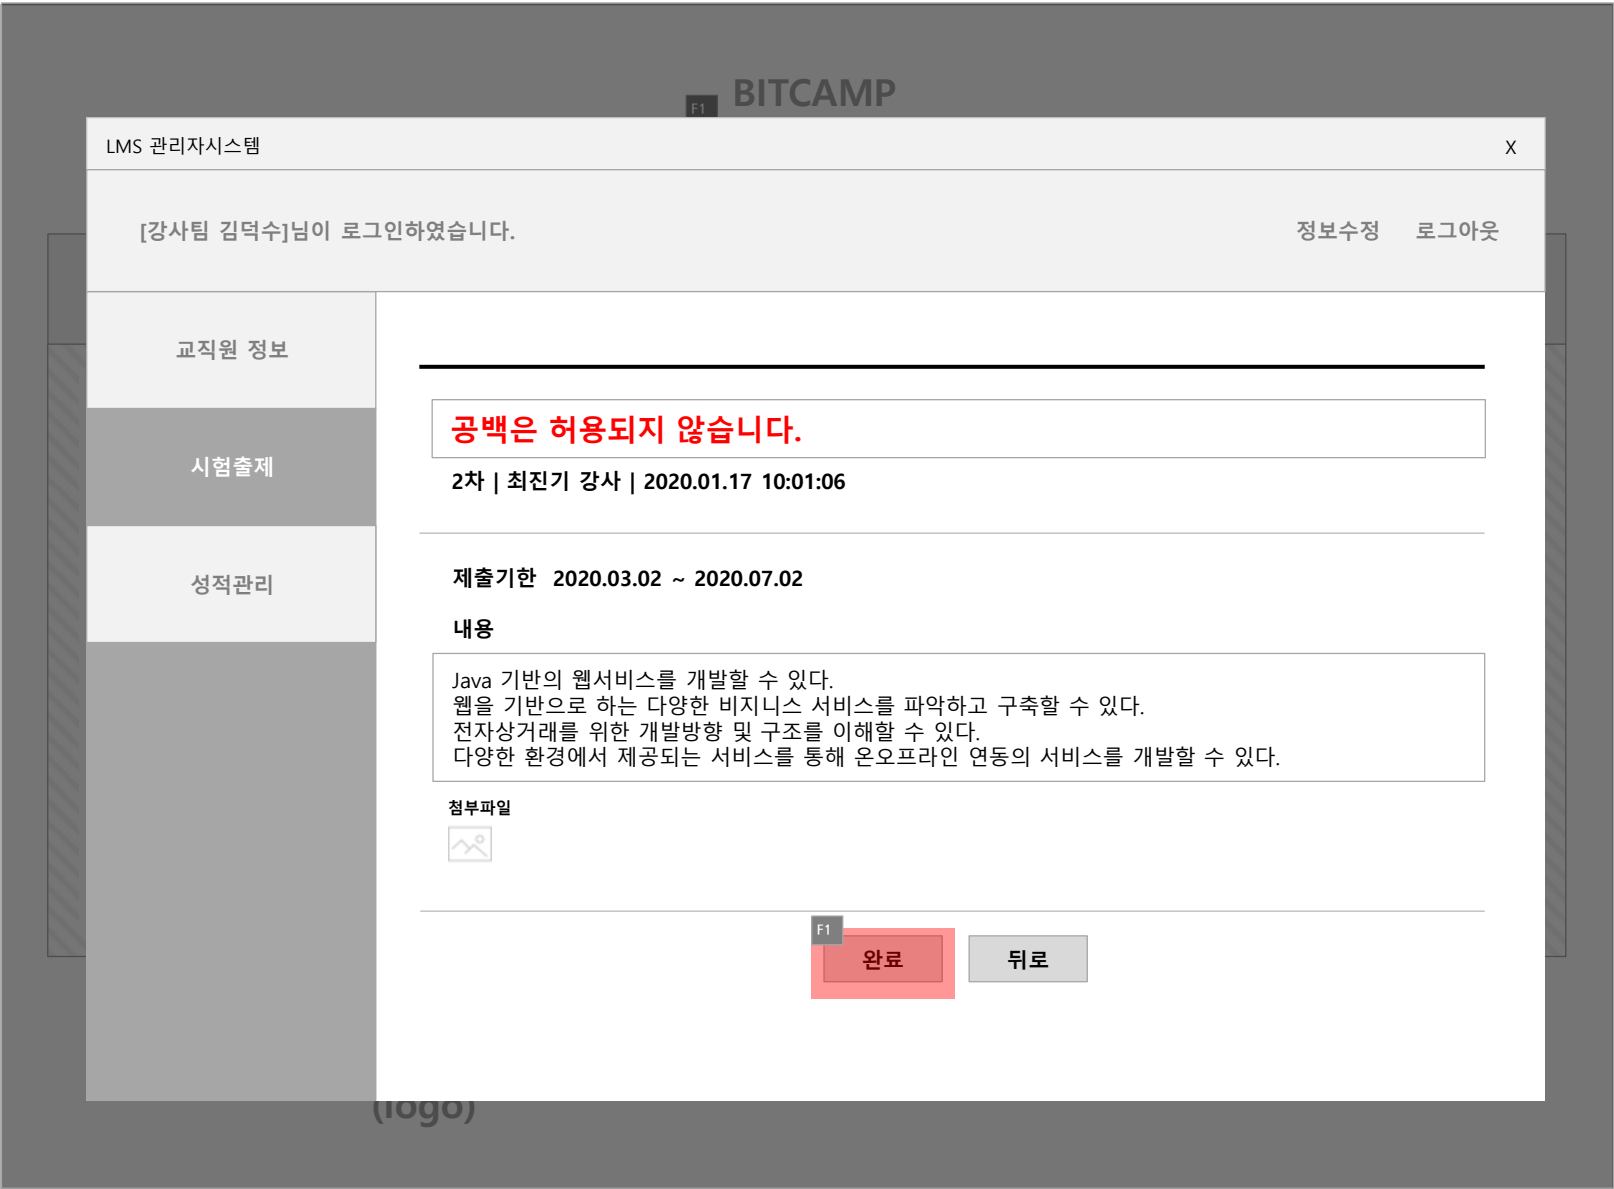 BITCAMP
F1
LMS 관리자시스템
X
[강사팀 김덕수]님이 로그인하였습니다.
정보수정
로그아웃
교직원 정보
시험출제
성적관리
공백은 허용되지 않습니다.
2차 | 최진기 강사 | 2020.01.17 10:01:06
제출기한 2020.03.02 ~ 2020.07.02
내용
Java 기반의 웹서비스를 개발할 수 있다.
웹을 기반으로 하는 다양한 비지니스 서비스를 파악하고 구축할 수 있다.
전자상거래를 위한 개발방향 및 구조를 이해할 수 있다.
다양한 환경에서 제공되는 서비스를 통해 온오프라인 연동의 서비스를 개발할 수 있다.
첨부파일
F1
완료
뒤로
(logo)